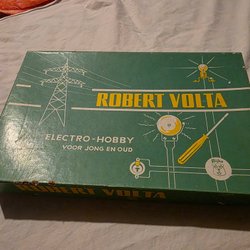 ROBERT VOLTA
ELECTRO-HOBBY
VOOR JONG EN OUD
ROBERT VOLTA